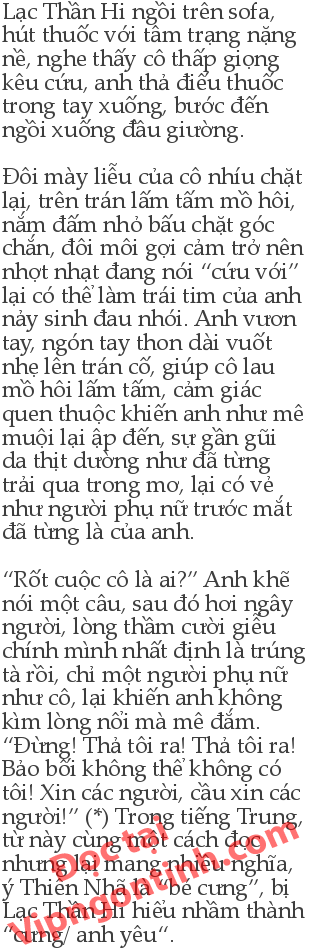 Lạc Thần Hi ngồi trên sofa,
hút thuốc với tâm trạng nặng
nề, nghe thấy cô thấp giọng
kêu cứu, anh thả điếu thuốc
trong tay xuống, bước đến
ngồi xuống đầu giường.
Đôi mày liễu của cô nhíu chặt
lại, trên trán lấm tấm mồ hôi,
nắm đấm nhỏ bấu chặt góc
chắn, đôi môi gợi cảm trở nên
nhợt nhạt đang nói “cứu với”
lại có thể làm trái tim của anh
nảy sinh đau nhói. Anh vươn
tay, ngón tay thon dài vuốt
nhẹ lên trán cố, giúp cô lau
mồ hôi lấm tấm, cảm giác
quen thuộc khiến anh như mê
muội lại ập đến, sự gần gũi
da thịt dường như đã từng
trải qua trong mơ, lại có vẻ
như người phụ nữ trước mắt
đã từng là của anh.
“Rốt cuộc cô là ai?” Anh khẽ
nói một câu, sau đó hơi ngây
người, lòng thầm cười giễu
chính mình nhất định là trúng
tà rồi, chỉ một người phụ nữ
như cô, lại khiến anh không
kìm lòng nổi mà mê đắm.
“Đừng! Thả tôi ra! Thả tôi ra!
Bảo bối không thể không có
tôi! Xin các người, cầu xin các
người!” (*) Trong tiếng Trung,
từ này cùng một cách đọc
nhưng lại mang nhiều nghĩa,
ý Thiên Nhã là “bé cưng”, bị
Lạc Thần Hi hiểu nhầm thành
“cưng/ anh yêu“.
Đọc tại
Vipngontinh.com